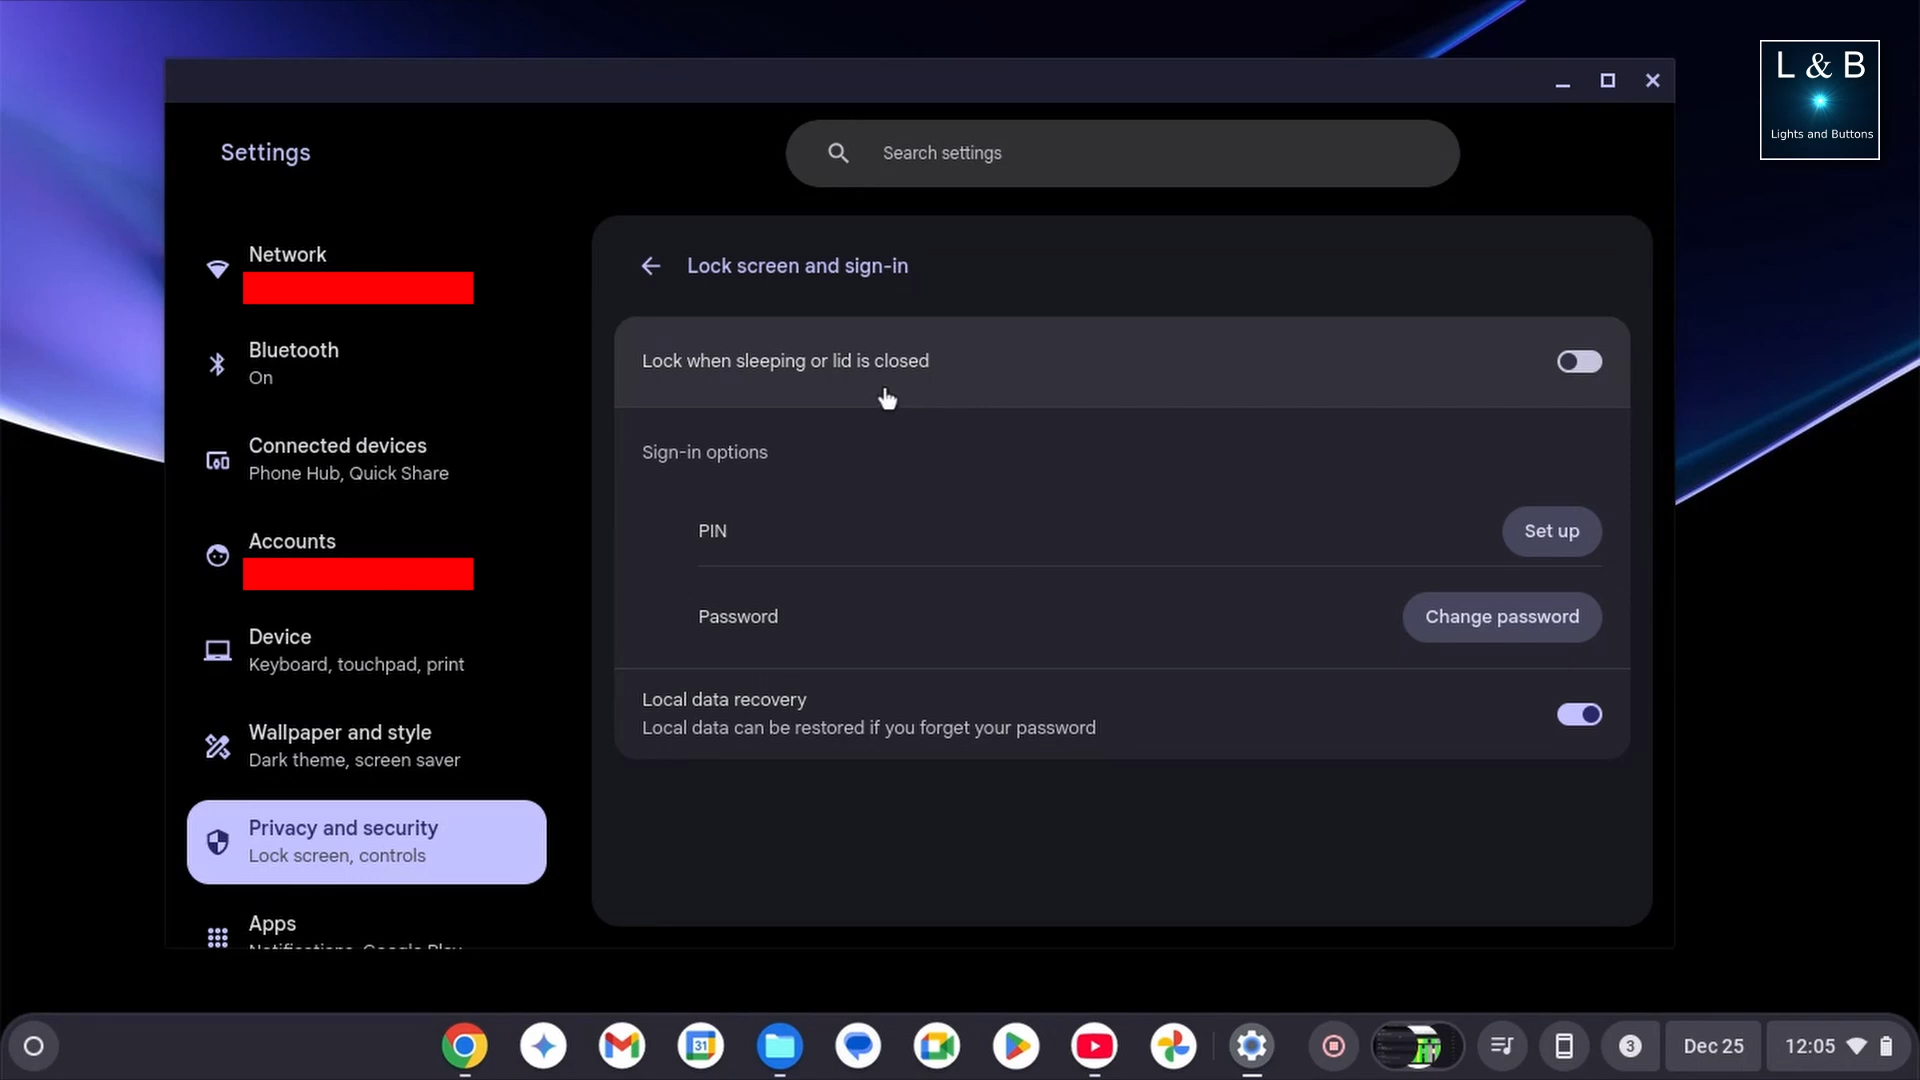 L & B
Lights and Buttons
Settings
Search settings
Network
Bluetooth
On
Connected devices
Phone Hub, Quick Share
Accounts
Device
Keyboard, touchpad, print
Wallpaper and style
Dark theme, screen saver
Privacy and security
Lock screen, controls
Apps
Notifications, Google Play
Lock screen and sign-in
Lock when sleeping or lid is closed
Sign-in options
PIN
Set up
Password
Change password
Local data recovery
Local data can be restored if you forget your password
31
3
Dec 25
12:05